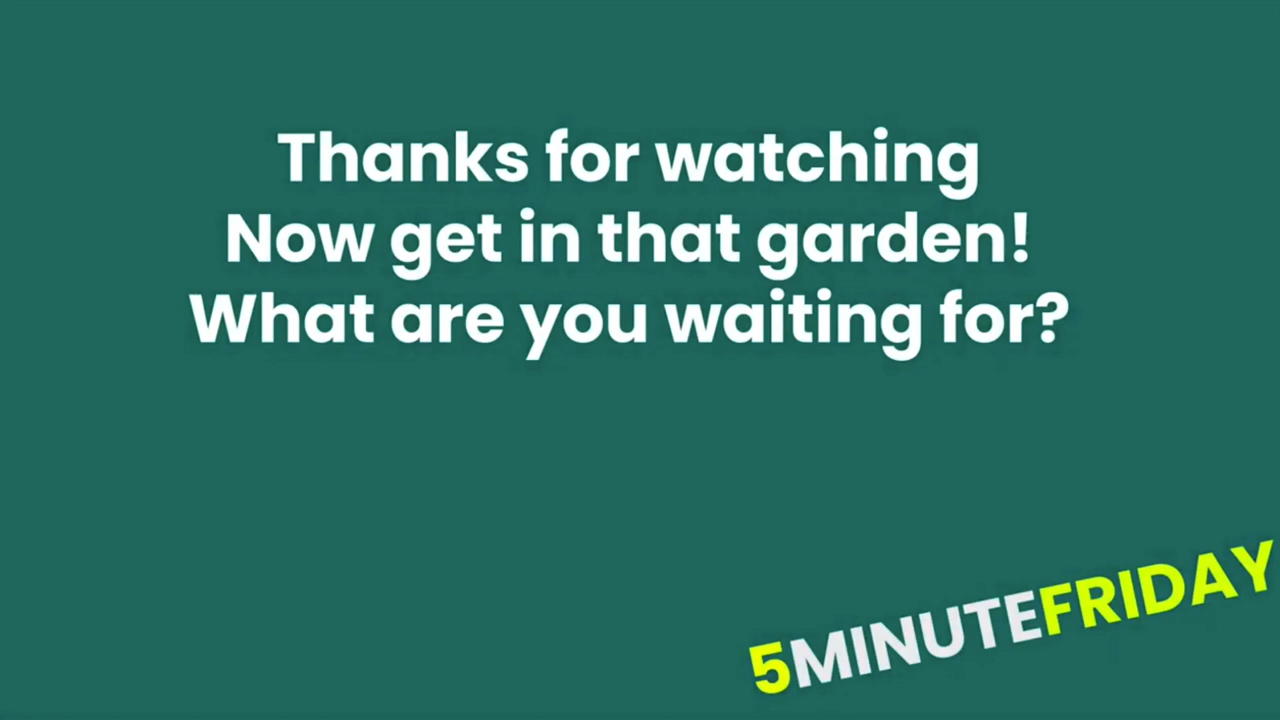 Thanks for watching
Now get in that garden!
What are you waiting for?
5MINUTEFRIDAY